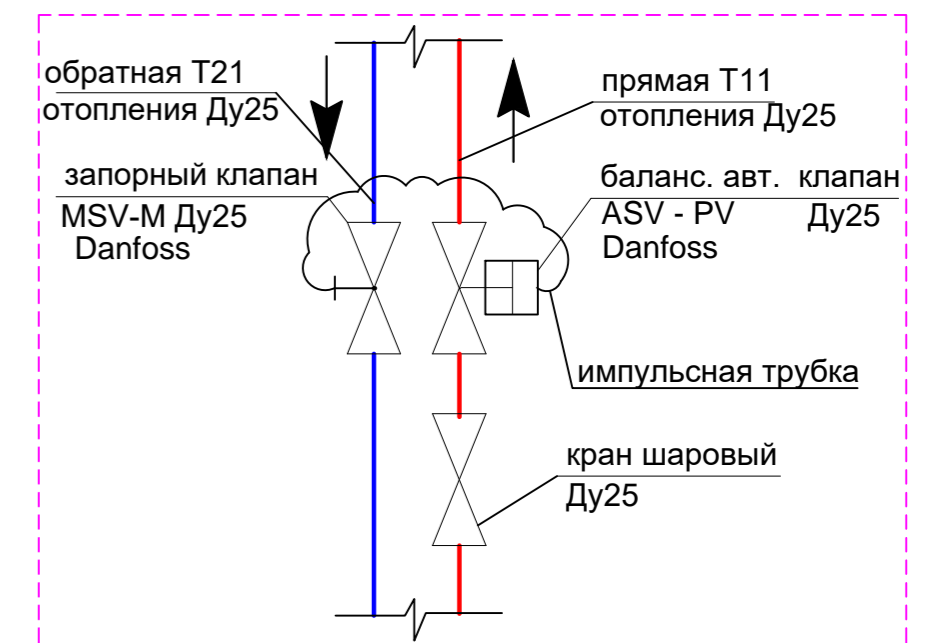 обратная Т21
отопления Ду25
прямая Т11
отопления Ду25
запорный клапан
MSV-M Ду25
Danfoss
баланс. авт. клапан
ASV - PV Ду25
Danfoss
импульсная трубка
кран шаровый
Ду25